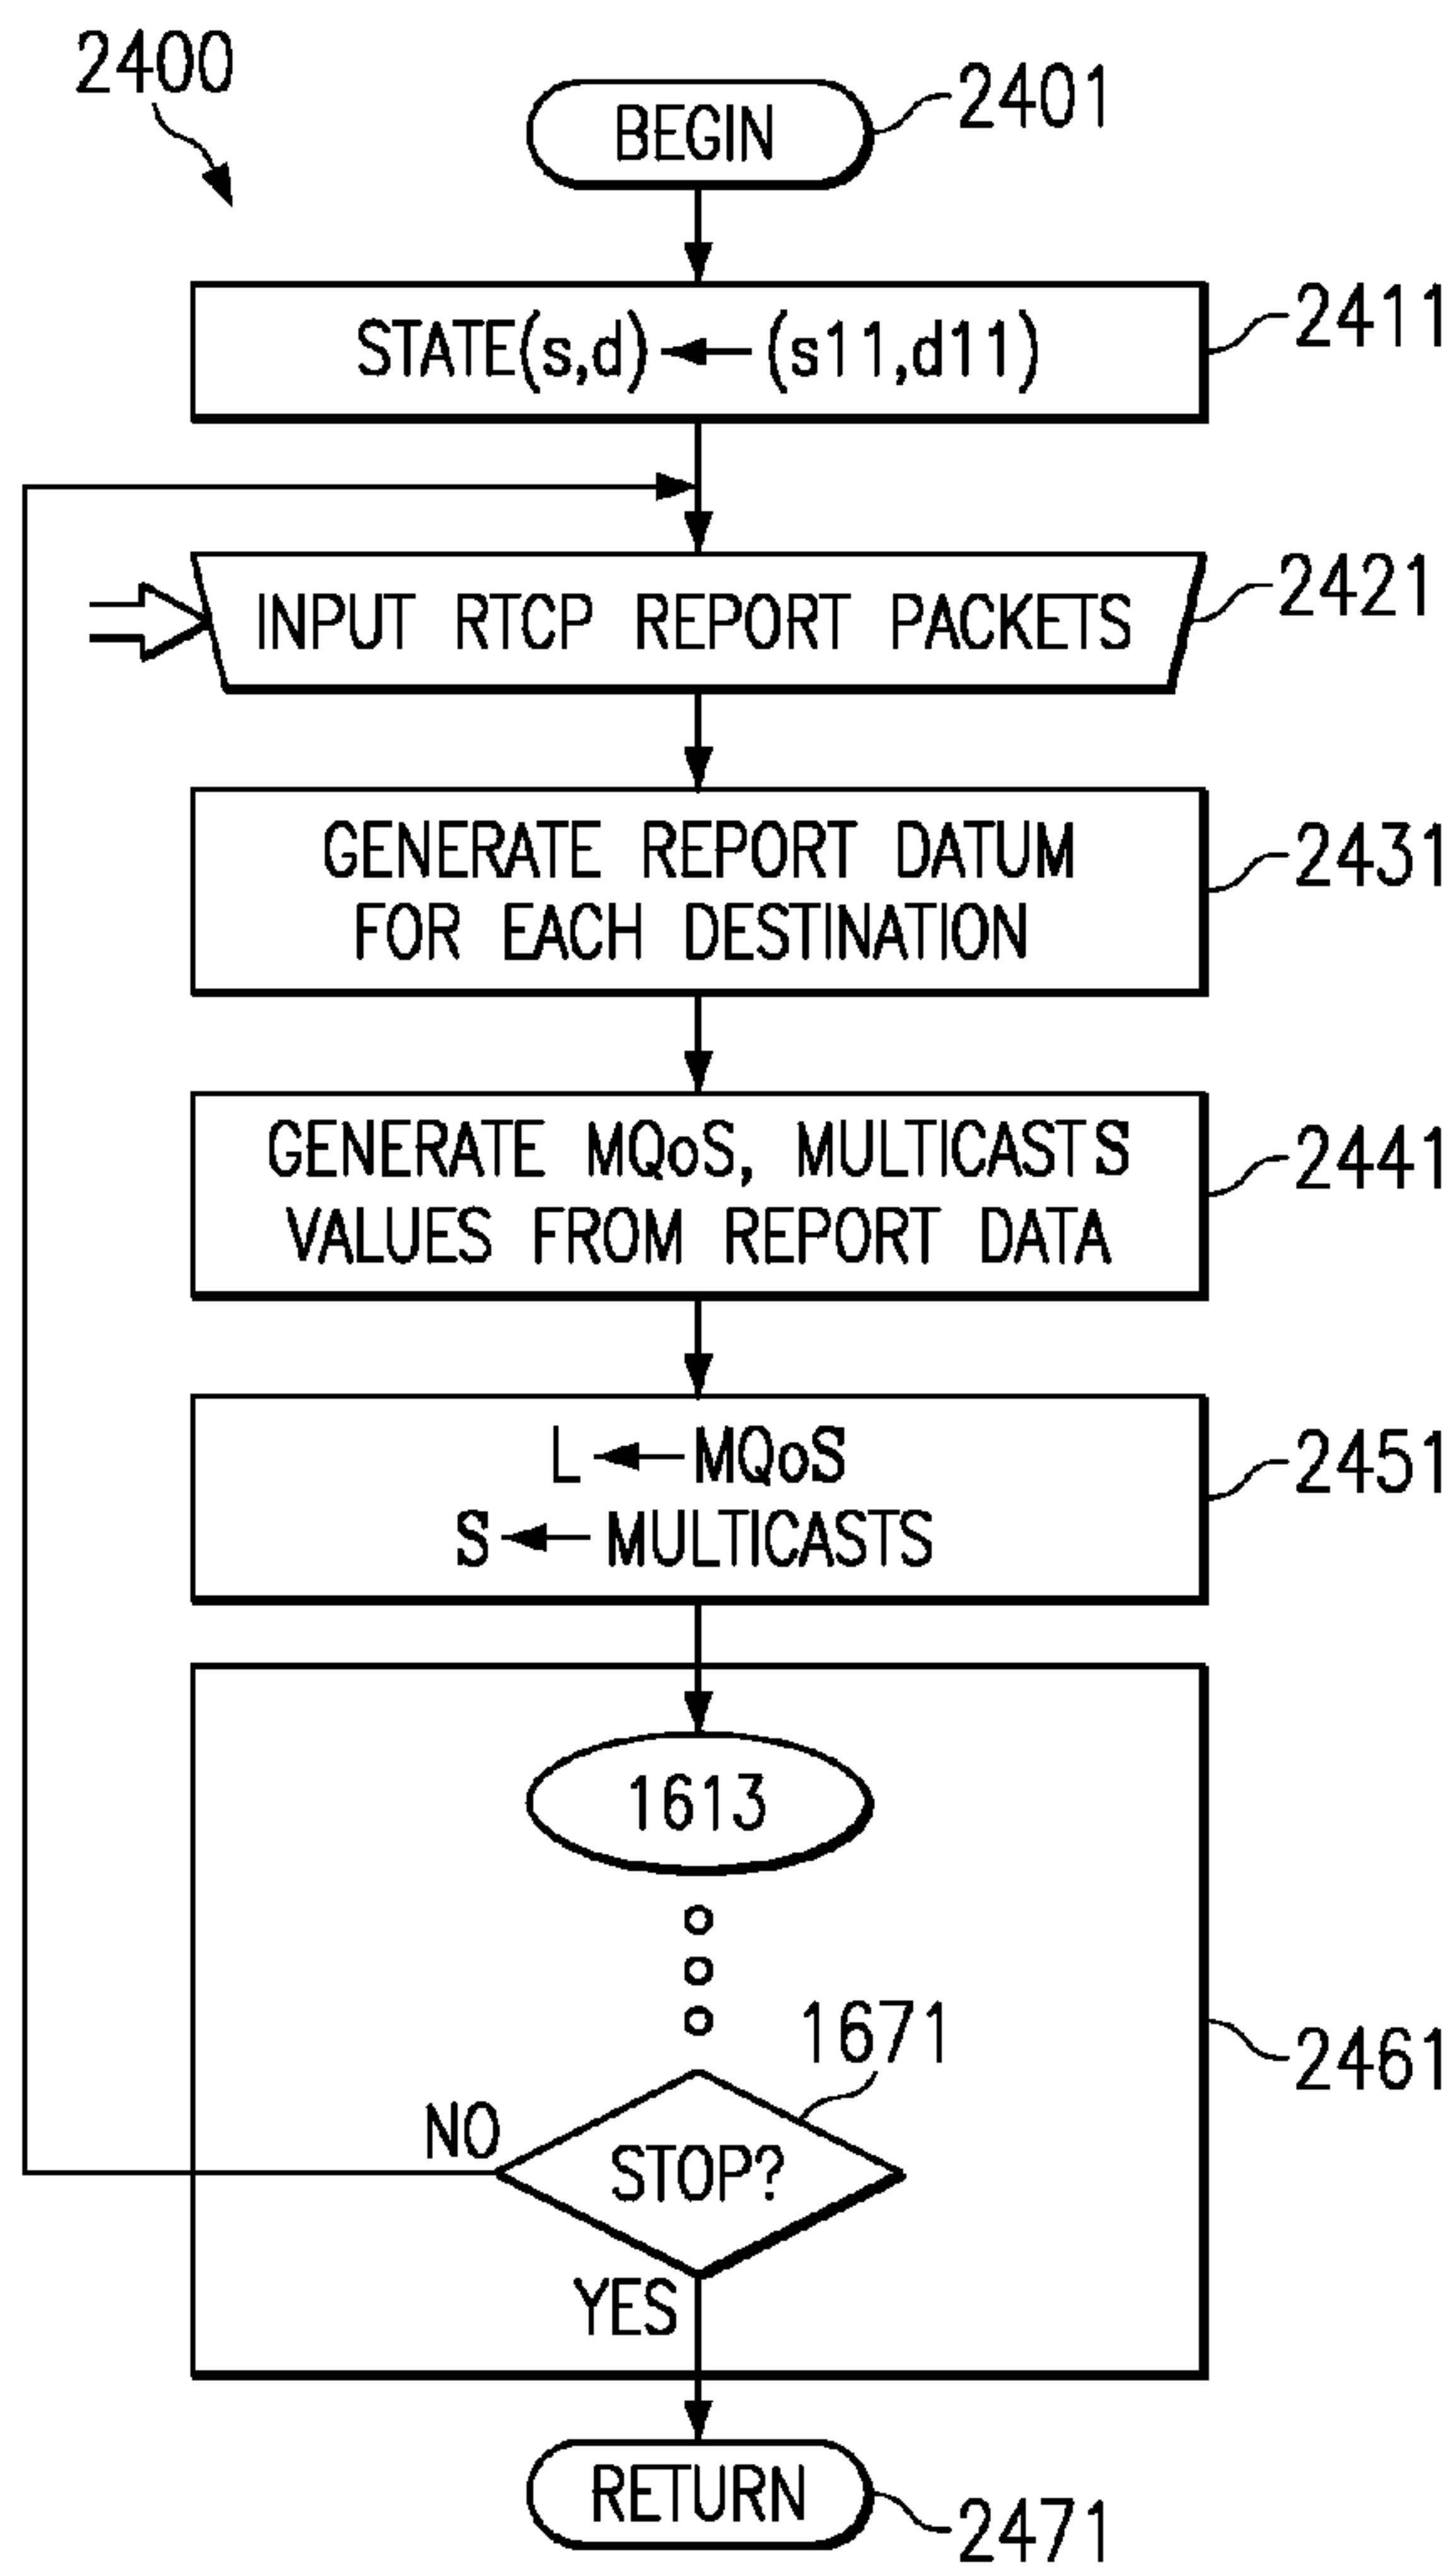 2400
BEGIN
2401
STATE(s,d) ← (s11,d11)
2411
INPUT RTCP REPORT PACKETS
2421
GENERATE REPORT DATUM
FOR EACH DESTINATION
2431
GENERATE MQoS, MULTICASTS
VALUES FROM REPORT DATA
2441
L ← MQoS
S ← MULTICASTS
2451
1613
1671
STOP?
NO
YES
2461
RETURN
2471